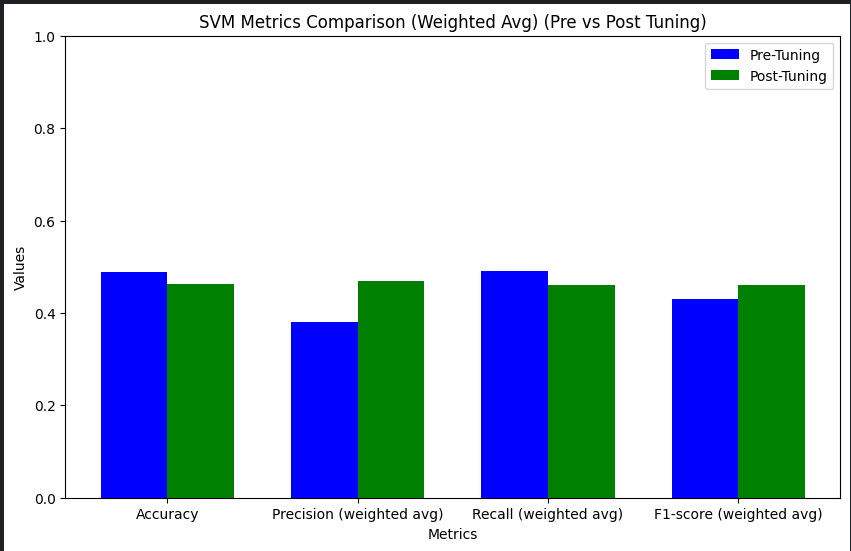 SVM Metrics Comparison (Weighted Avg) (Pre vs Post Tuning)
Pre-Tuning
Post-Tuning
1.0
0.8
0.6
0.4
0.2
0.0
Values
Accuracy
Precision (weighted avg)
Recall (weighted avg)
F1-score (weighted avg)
Metrics